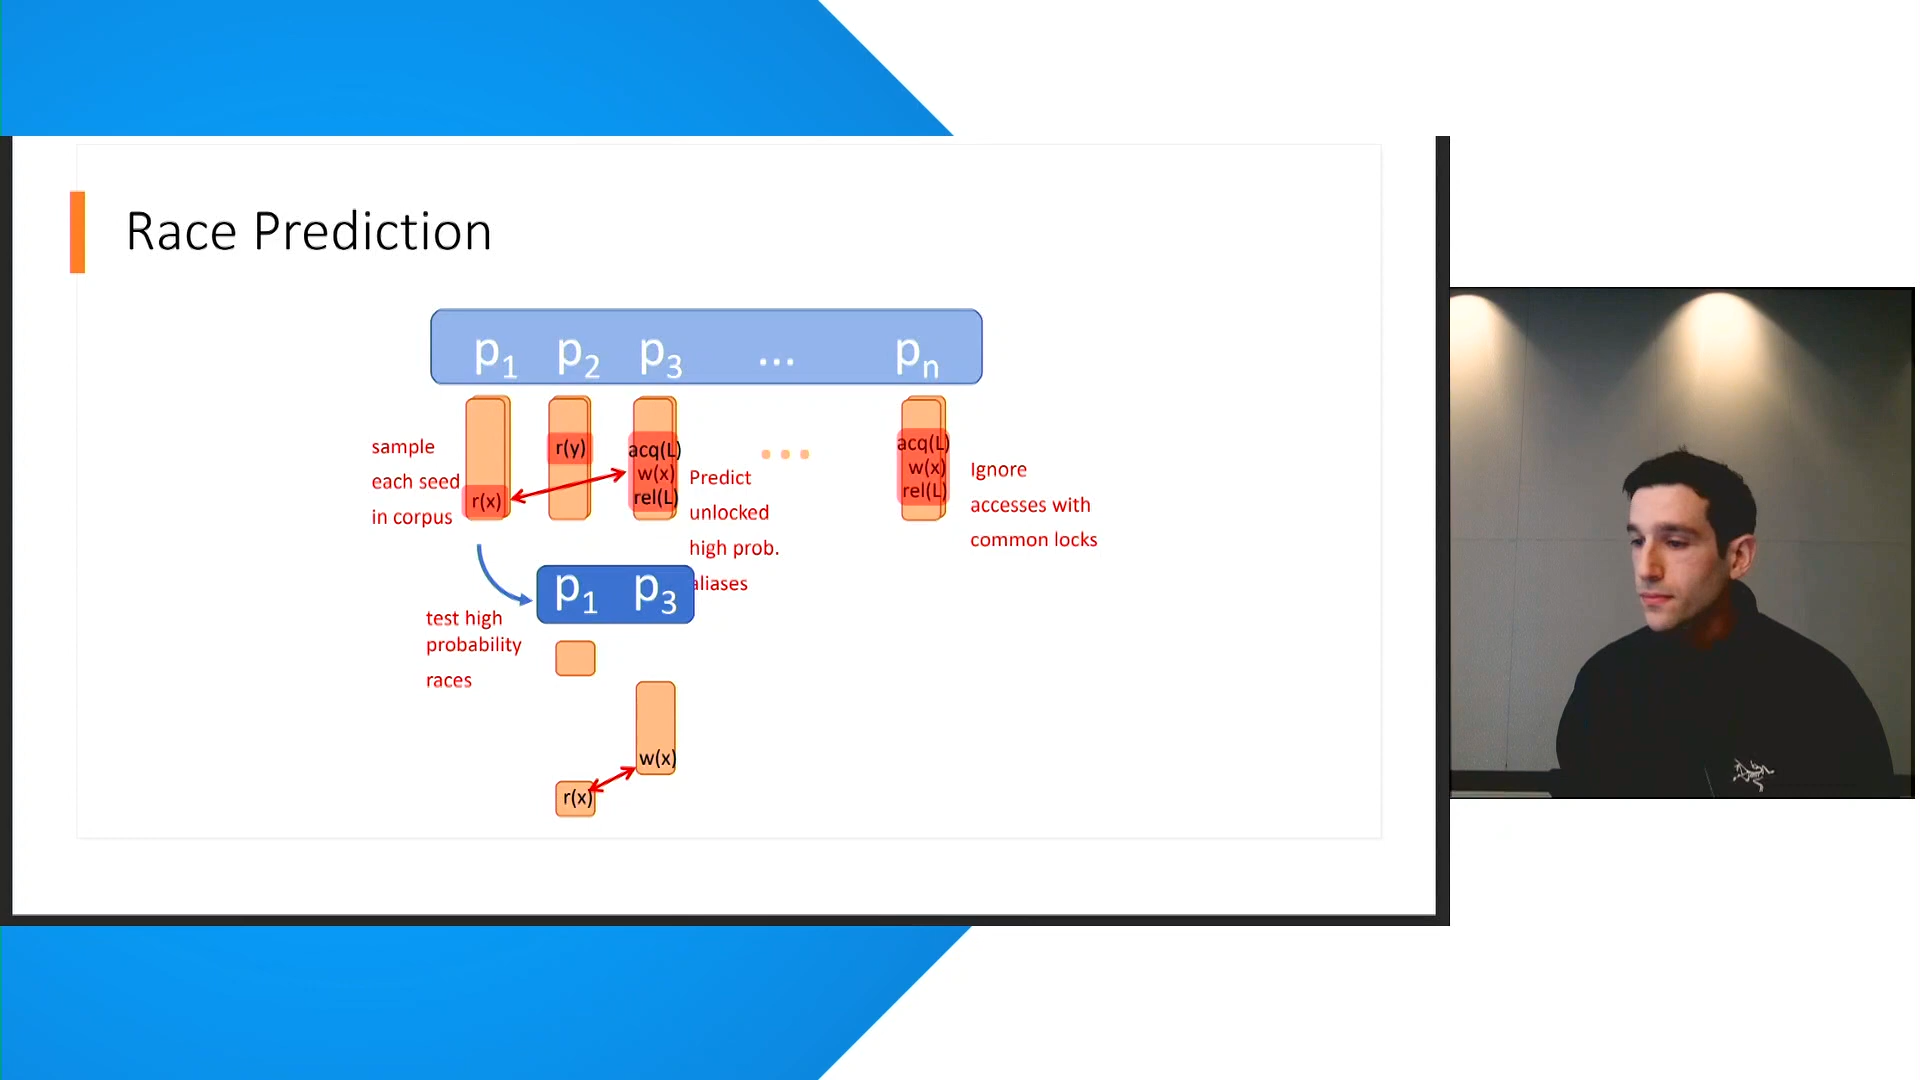 Race Prediction
p1 p2 p3 ... pn
sample
each seed
in corpus
r(x)
r(y)
acq(L)
w(x)
rel(L)
Predict
unlocked
high prob.
aliases
acq(L)
w(x)
rel(L)
Ignore
accesses with
common locks
p1 p3
test high
probability
races
w(x)
r(x)